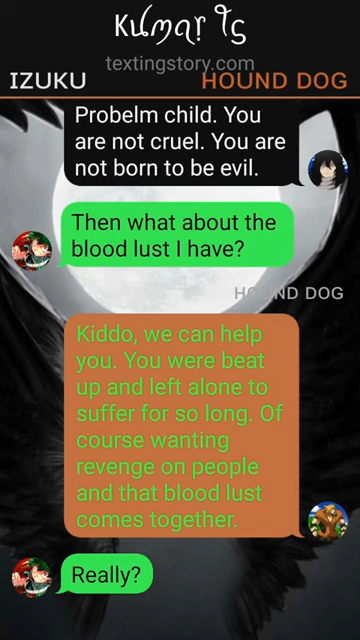 Kumar Ts
textingstory.com
IZUKU
HOUND DOG
Probelm child. You
are not cruel. You are
not born to be evil.
Then what about the
blood lust I have?
HOUND DOG
Kiddo, we can help
you. You were beat
up and left alone to
suffer for so long. Of
course wanting
revenge on people
and that blood lust
comes together.
Really?